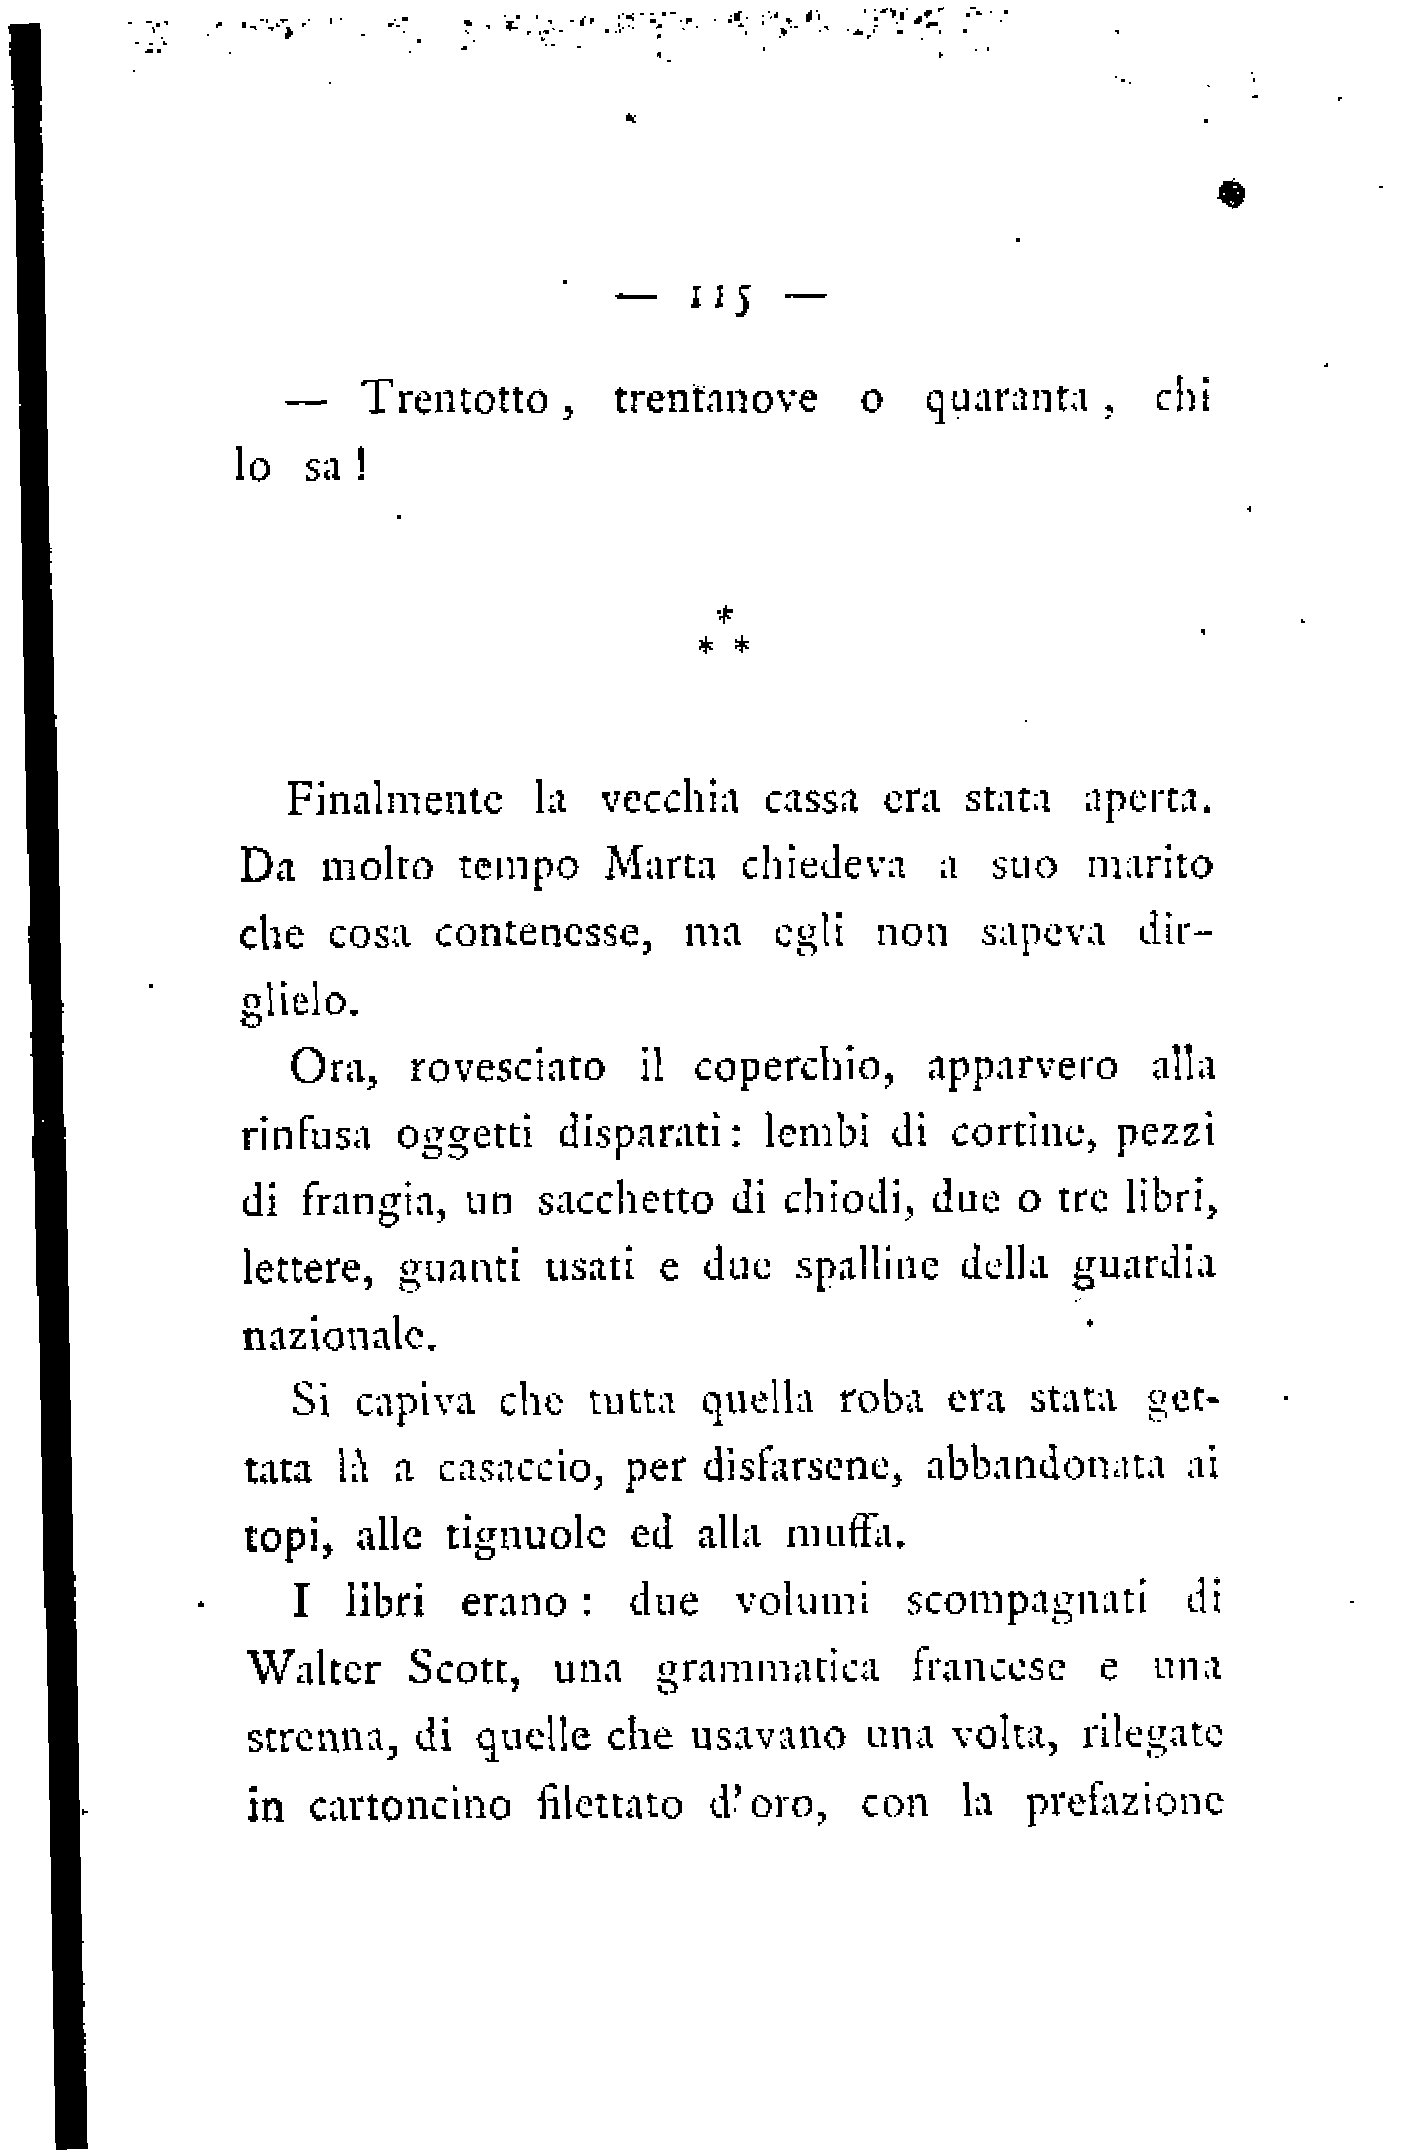 — 115 —
— Trentotto, trentanove o quaranta, chi
lo sa!
*
* *
Finalmente la vecchia cassa era stata aperta.
Da molto tempo Marta chiedeva a suo marito
che cosa contenesse, ma egli non sapeva dir-
glielo.
Ora, rovesciato il coperchio, apparvero alla
rinfusa oggetti disparati: lembi di cortine, pezzi
di frangia, un sacchetto di chiodi, due o tre libri,
lettere, guanti usati e due spalline della guardia
nazionale.
Si capiva che tutta quella roba era stata get-
tata là a casaccio, per disfarsene, abbandonata ai
topi, alle tignuole ed alla muffa.
I libri erano: due volumi scompagnati di
Walter Scott, una grammatica francese e una
strenna, di quelle che usavano una volta, rilegate
in cartoncino filettato d'oro, con la prefazione